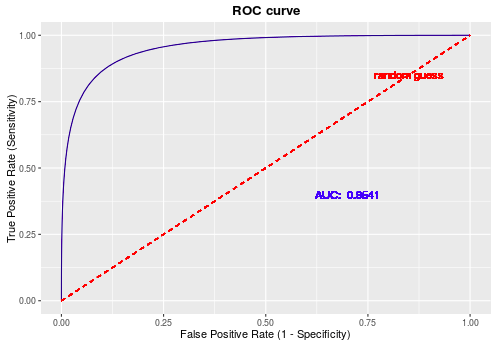 ROC curve
True Positive Rate (Sensitivity)
1.00
0.75
0.50
0.25
0.00
random guess
AUC: 0.9541
0.00 0.25 0.50 0.75 1.00
False Positive Rate (1 - Specificity)